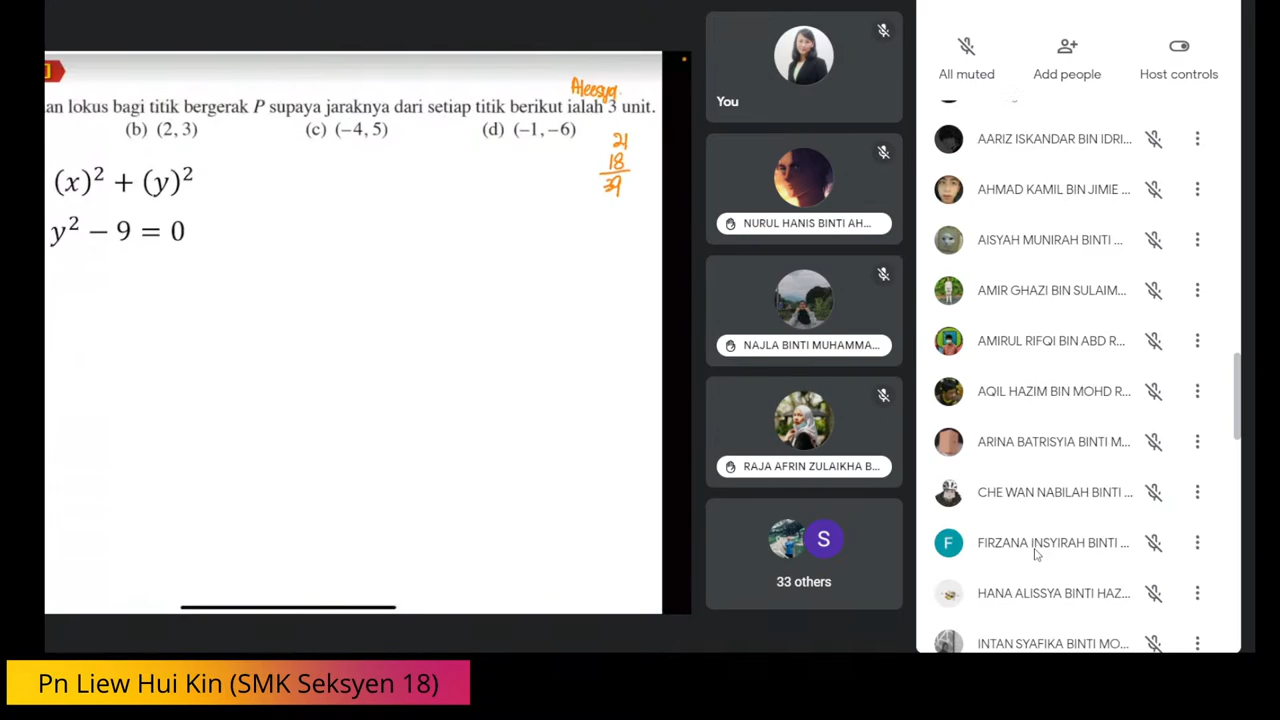 Aleesya
an lokus bagi titik bergerak P supaya jaraknya dari setiap titik berikut ialah 3 unit.
(b) (2, 3) (c) (−4, 5) (d) (−1, −6)
21
18
39
(x)² + (y)²
y² − 9 = 0
You
NURUL HANIS BINTI AH...
NAJLA BINTI MUHAMMA...
RAJA AFRIN ZULAIKHA B...
S
33 others
All muted
Add people
Host controls
AARIZ ISKANDAR BIN IDRI...
AHMAD KAMIL BIN JIMIE ...
AISYAH MUNIRAH BINTI ...
AMIR GHAZI BIN SULAIM...
AMIRUL RIFQI BIN ABD R...
AQIL HAZIM BIN MOHD R...
ARINA BATRISYIA BINTI M...
CHE WAN NABILAH BINTI ...
F
FIRZANA INSYIRAH BINTI ...
HANA ALISSYA BINTI HAZ...
INTAN SYAFIKA BINTI MO...
Pn Liew Hui Kin (SMK Seksyen 18)